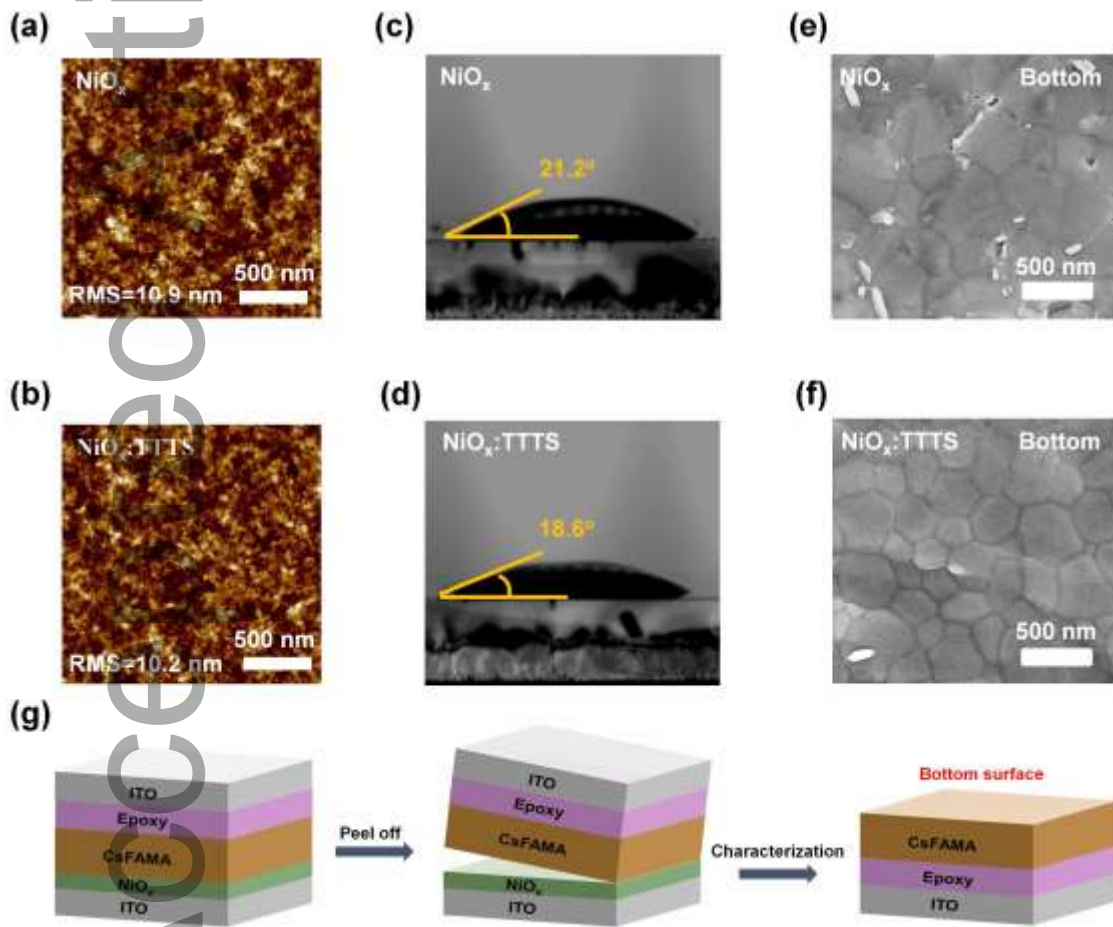 (a)
NiOₓ
500 nm
RMS=10.9 nm
(c)
NiOₓ
21.2°
(e)
NiOₓ Bottom
500 nm
(b)
NiOₓ:TTTS
500 nm
RMS=10.2 nm
(d)
NiOₓ:TTTS
18.6°
(f)
NiOₓ:TTTS Bottom
500 nm
(g)
ITO
Epoxy
CsFAMA
NiOₓ
ITO
Peel off
ITO
Epoxy
CsFAMA
NiOₓ
ITO
Characterization
Bottom surface
CsFAMA
Epoxy
ITO